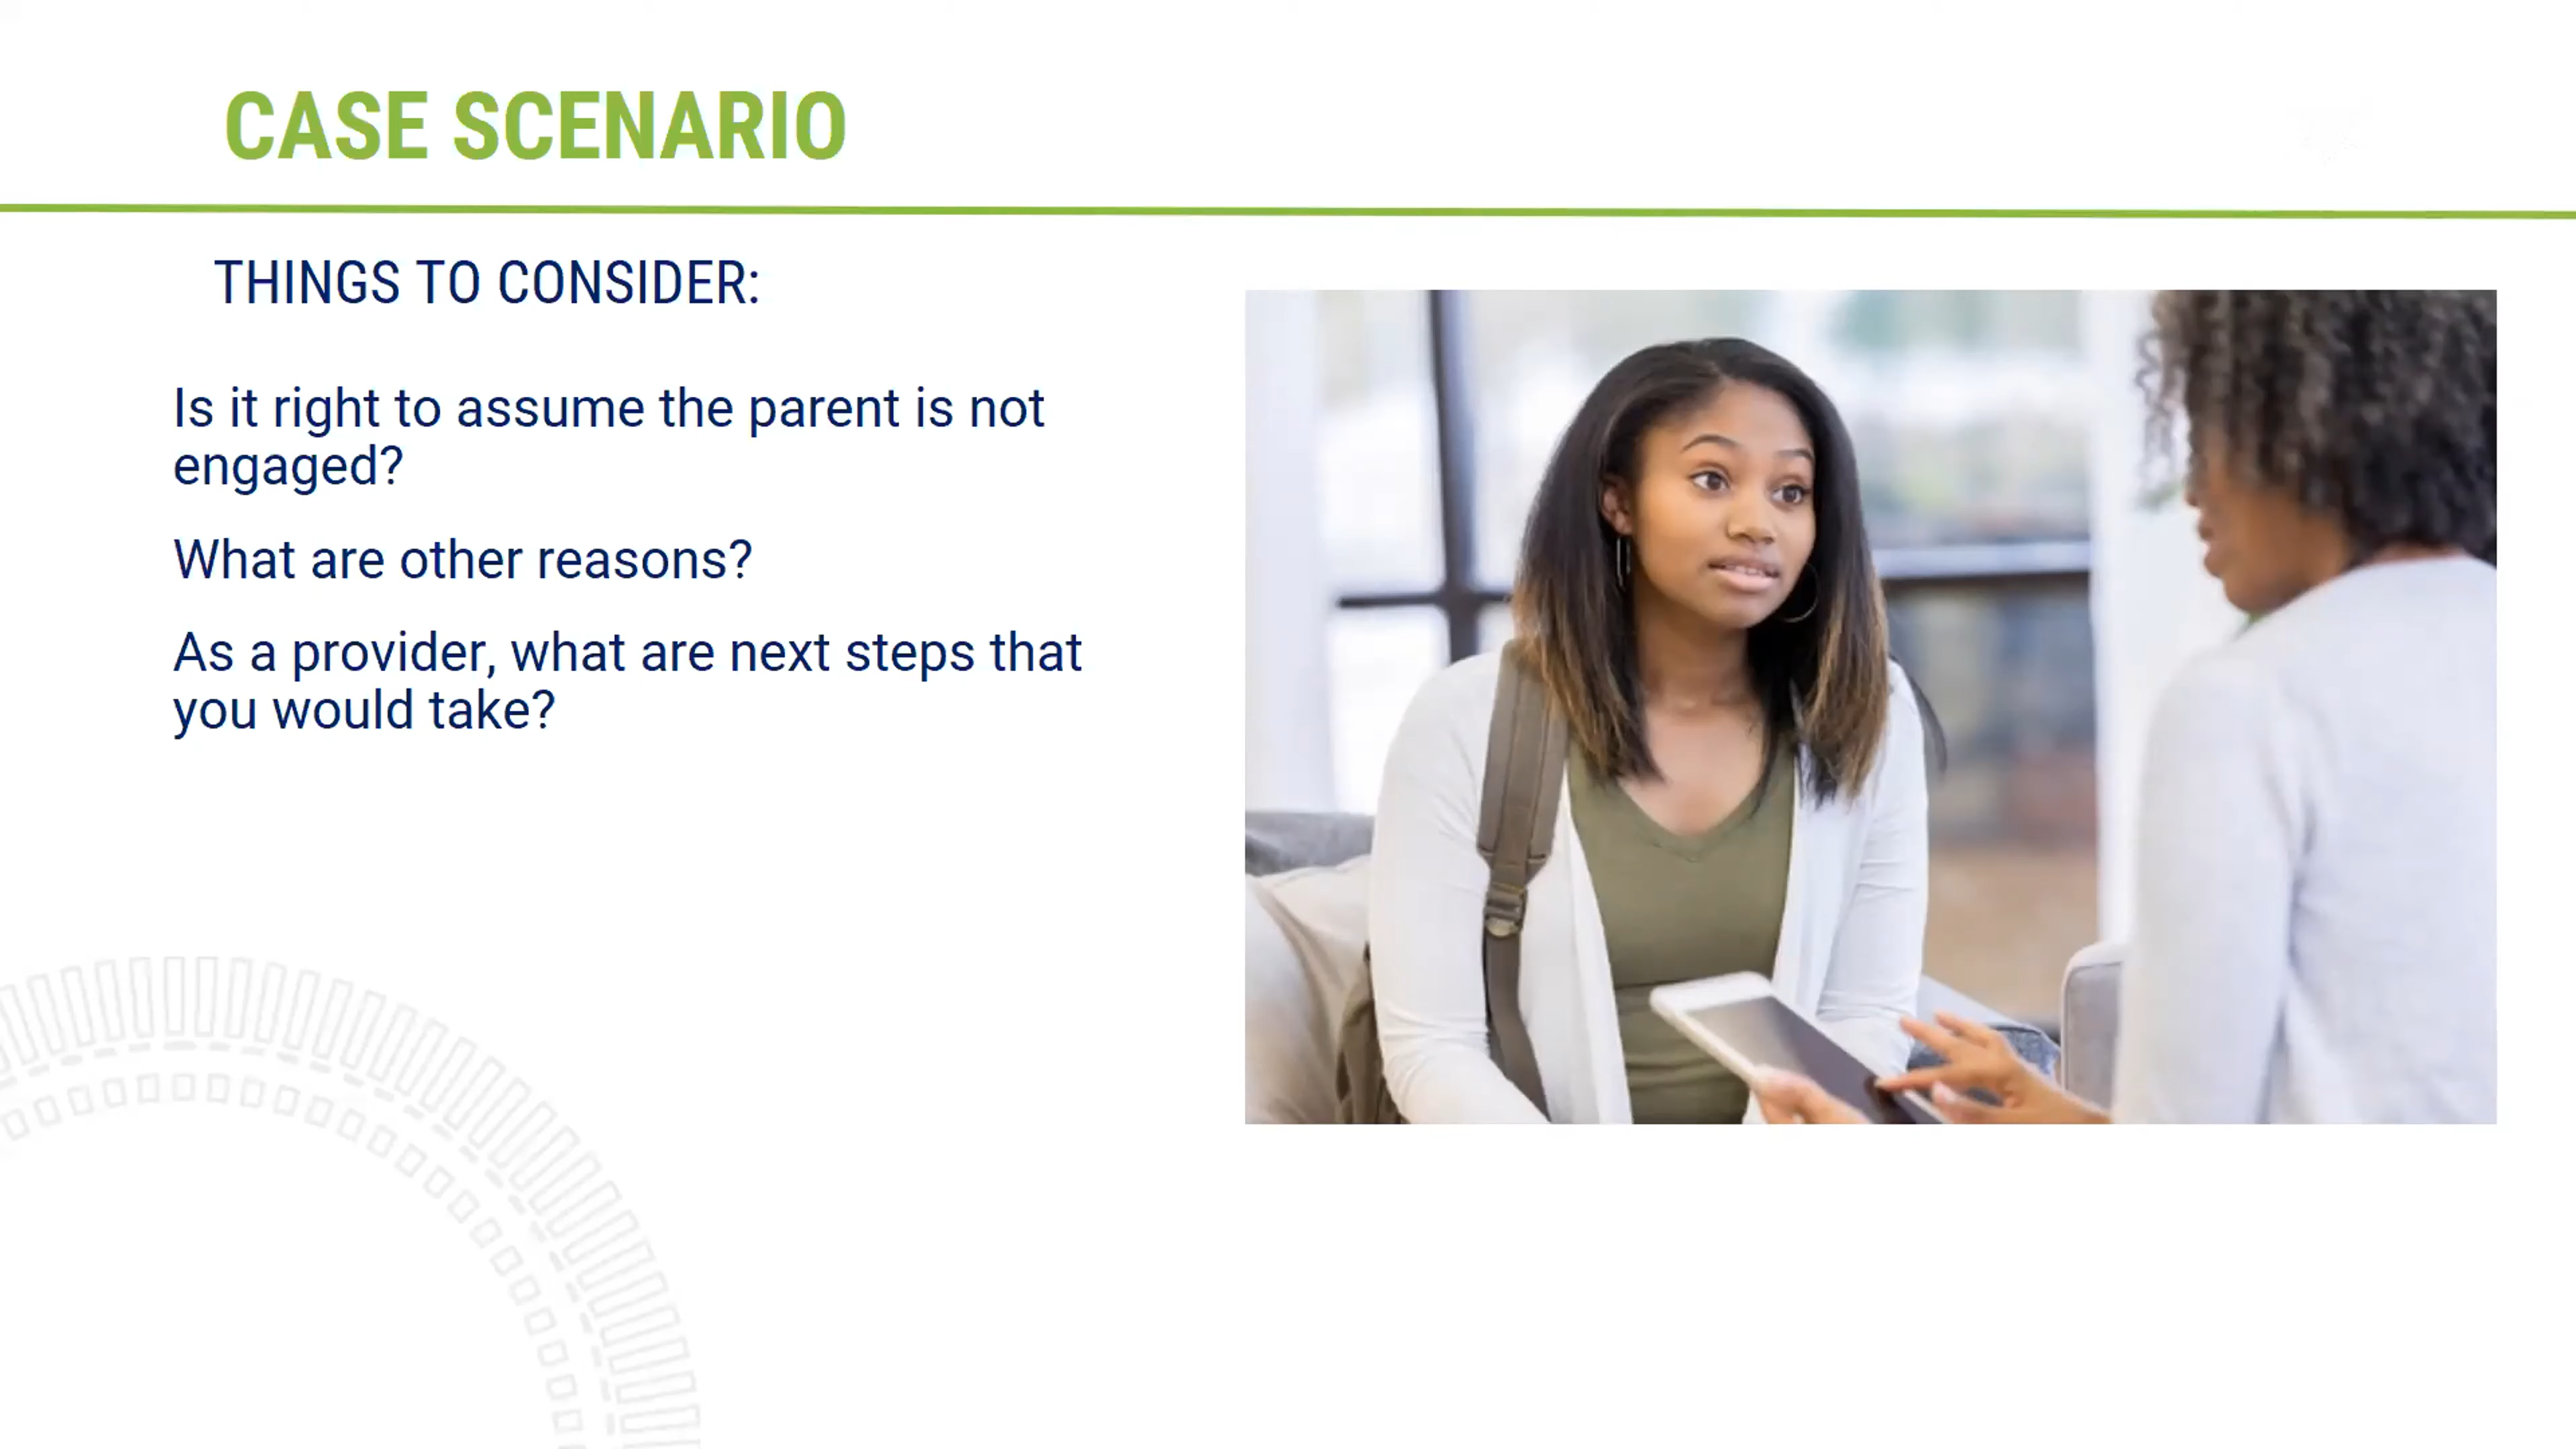 CASE SCENARIO
THINGS TO CONSIDER:
Is it right to assume the parent is not
engaged?
What are other reasons?
As a provider, what are next steps that
you would take?